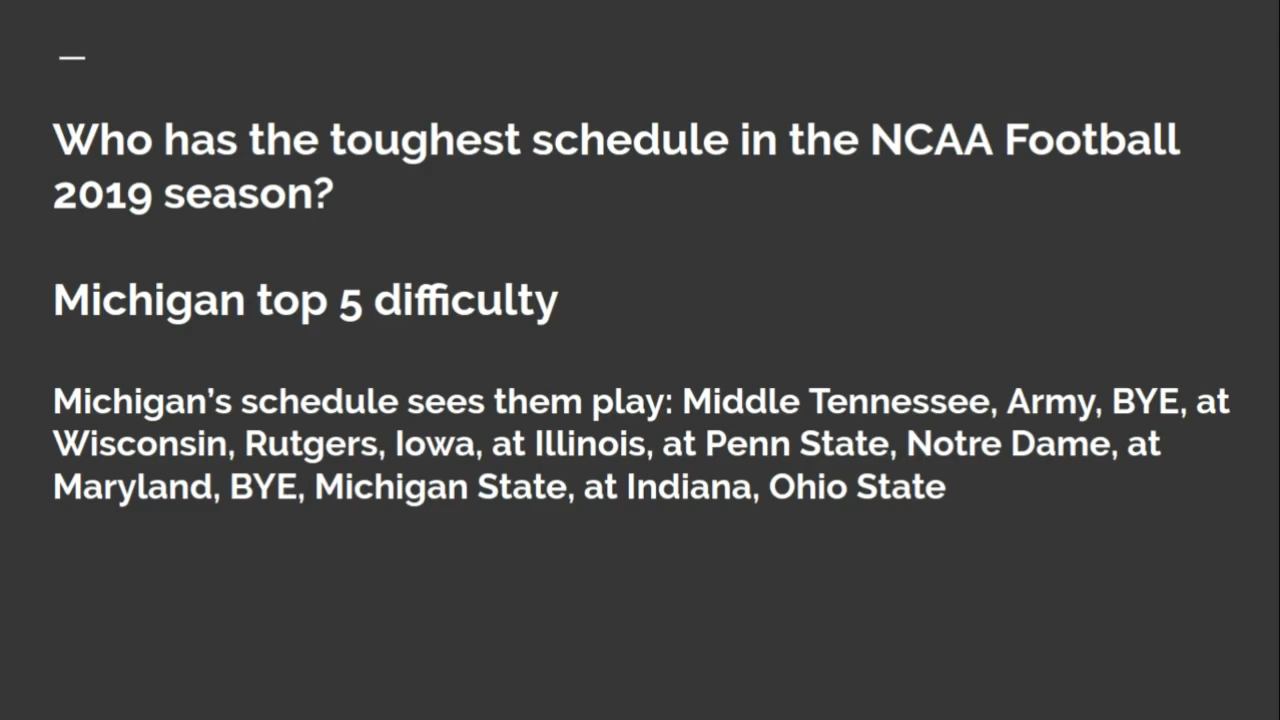 Who has the toughest schedule in the NCAA Football
2019 season?
Michigan top 5 difficulty
Michigan’s schedule sees them play: Middle Tennessee, Army, BYE, at
Wisconsin, Rutgers, Iowa, at Illinois, at Penn State, Notre Dame, at
Maryland, BYE, Michigan State, at Indiana, Ohio State